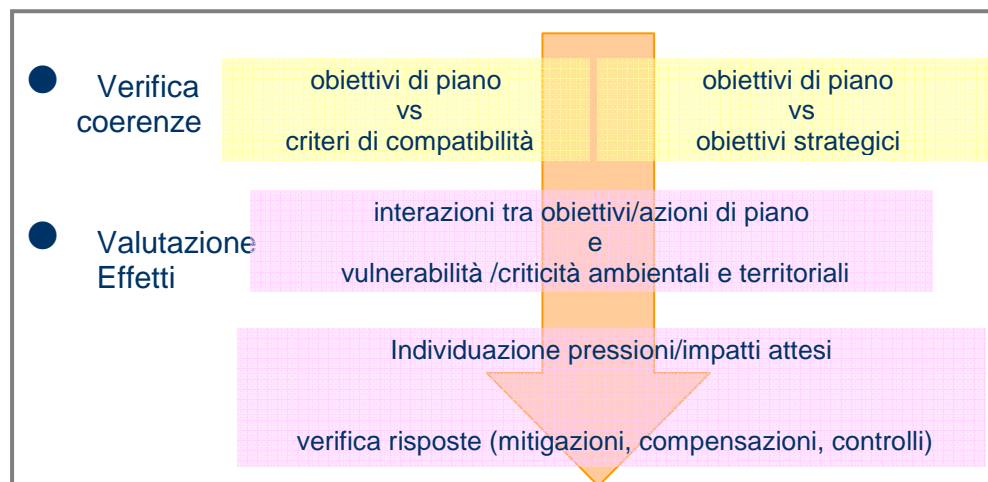 Verifica
coerenze
obiettivi di piano
vs
criteri di compatibilità
obiettivi di piano
vs
obiettivi strategici
Valutazione
Effetti
interazioni tra obiettivi/azioni di piano
e
vulnerabilità /criticità ambientali e territoriali
Individuazione pressioni/impatti attesi
verifica risposte (mitigazioni, compensazioni, controlli)